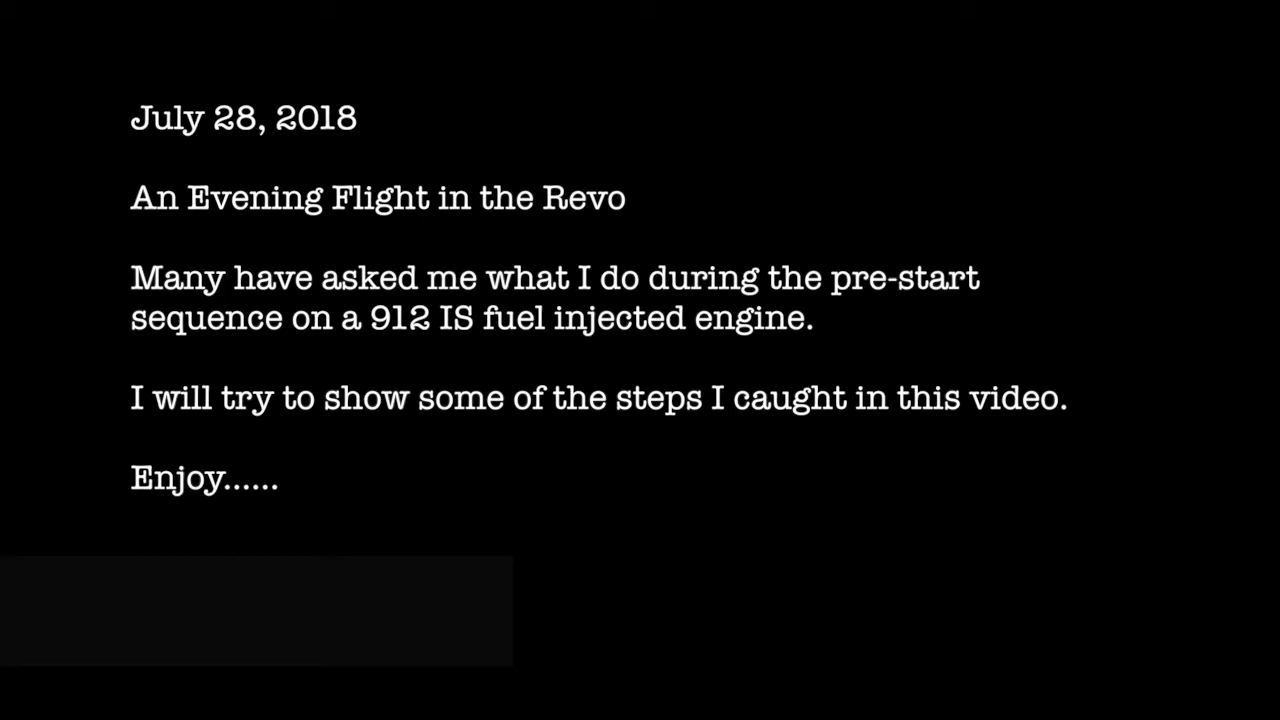 July 28, 2018
An Evening Flight in the Revo
Many have asked me what I do during the pre-start
sequence on a 912 IS fuel injected engine.
I will try to show some of the steps I caught in this video.
Enjoy......